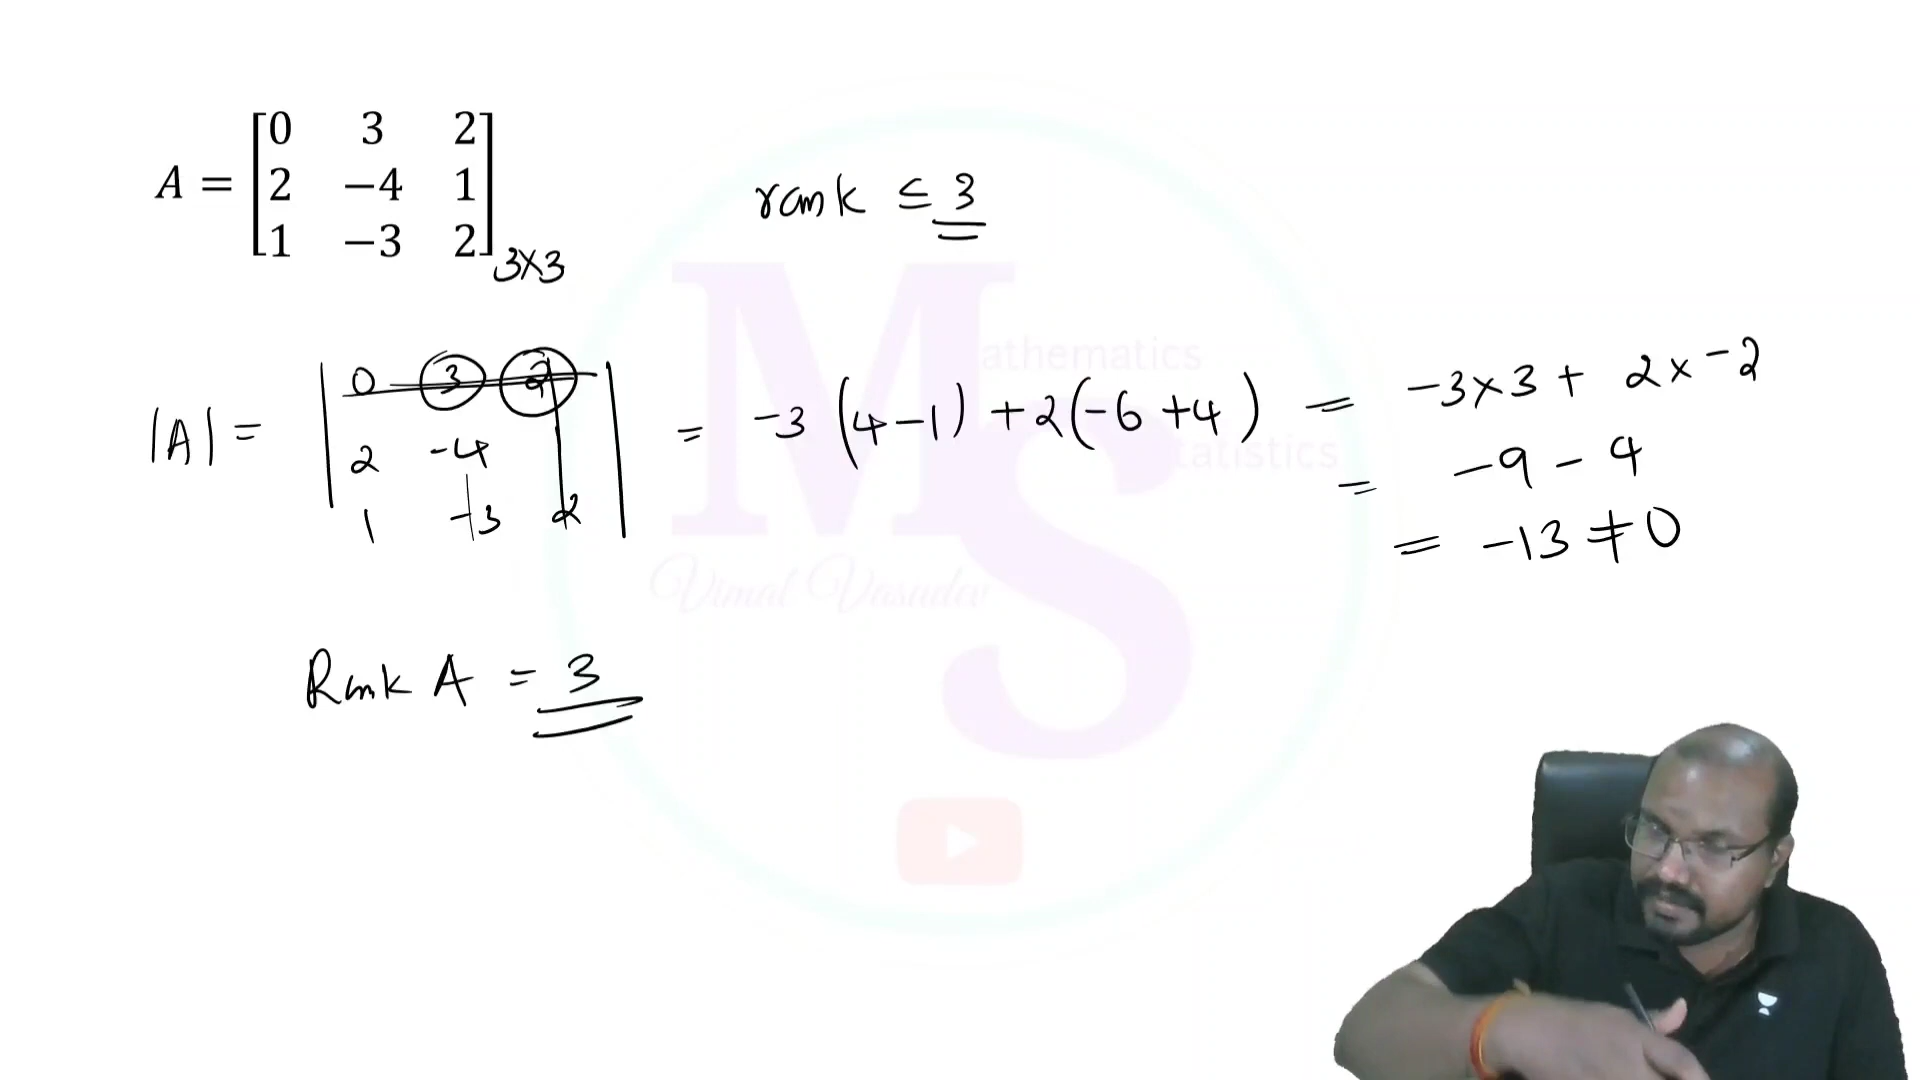 A = [0 3 2
2 −4 1
1 −3 2] 3×3
rank ≤ 3
|A| = | 0 3 2
2 -4
1 -3 2 | = -3 (4-1) +2(-6+4) = -3×3 + 2×-2
= -9 - 4
= -13 ≠ 0
Rank A = 3
M athematics
S tatistics
Vimal Vasudev